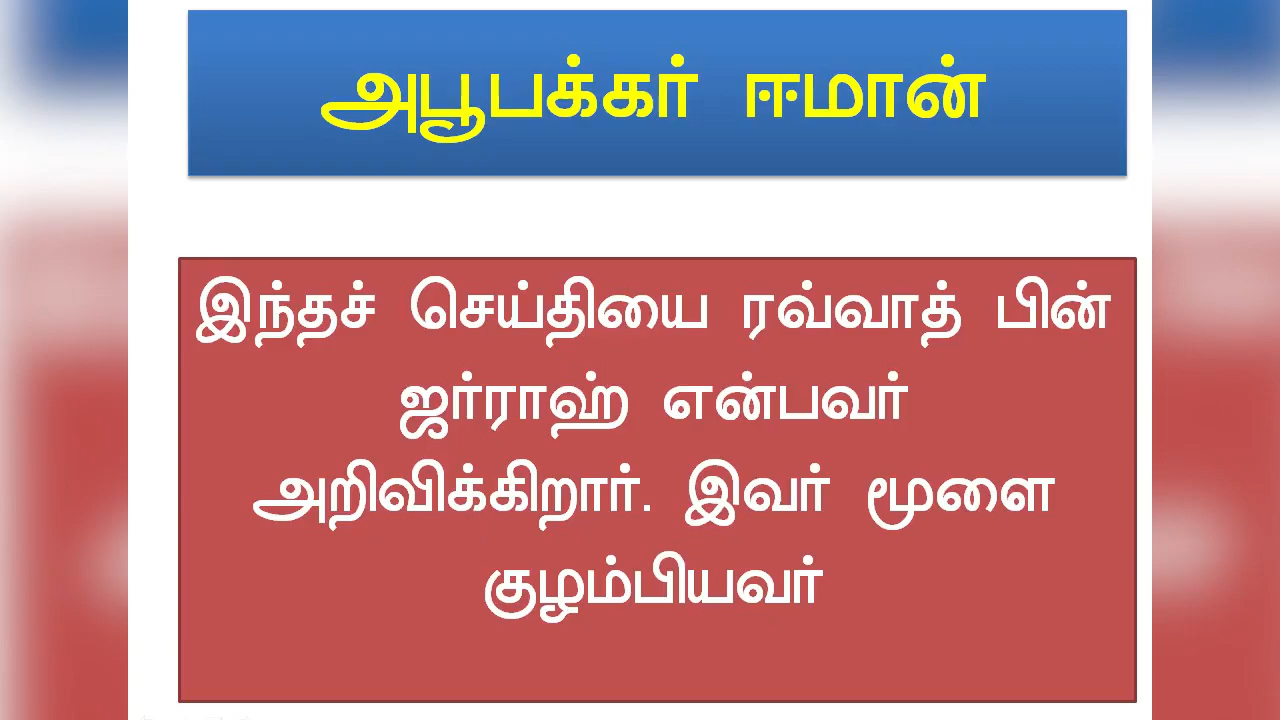 அபூபக்கர் ஈமான்
இந்தச் செய்தியை ரவ்வாத் பின்
ஜர்ராஹ் என்பவர்
அறிவிக்கிறார். இவர் மூளை
குழம்பியவர்